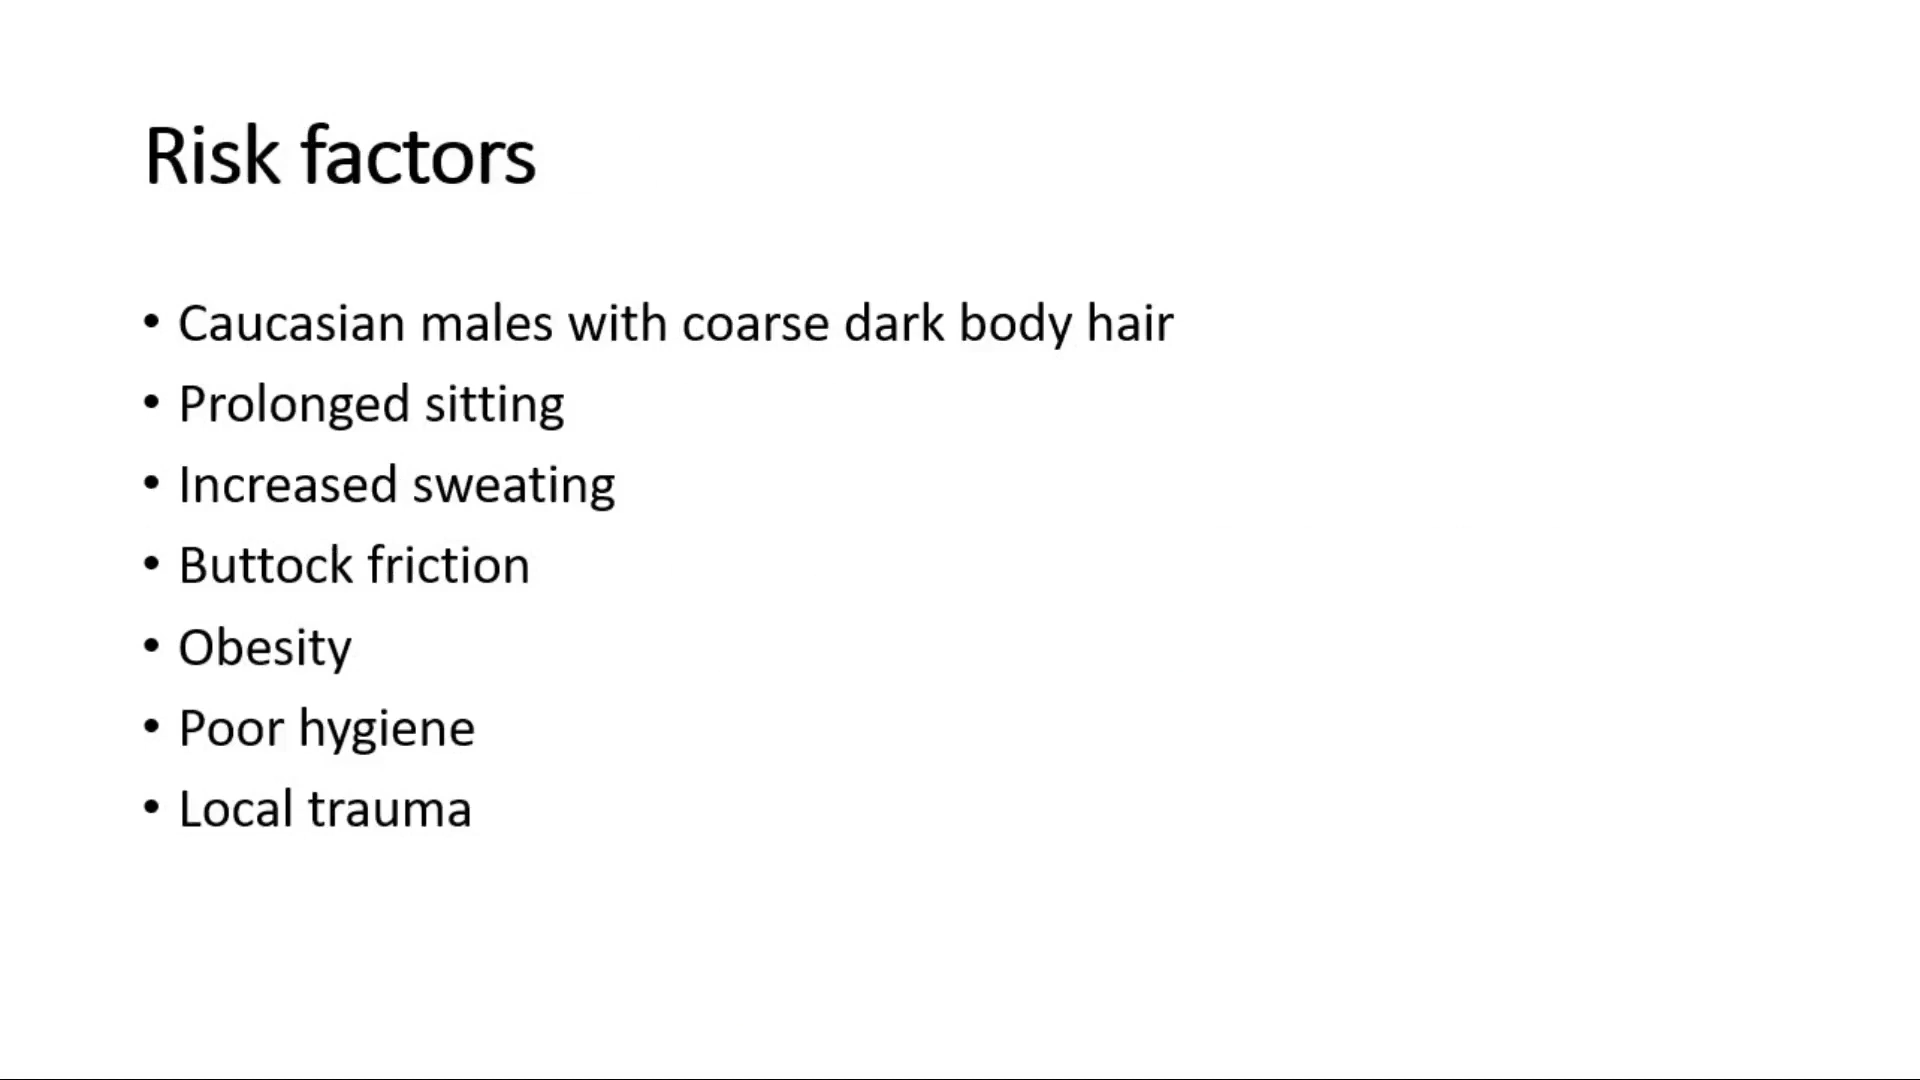 Risk factors
• Caucasian males with coarse dark body hair
• Prolonged sitting
• Increased sweating
• Buttock friction
• Obesity
• Poor hygiene
• Local trauma